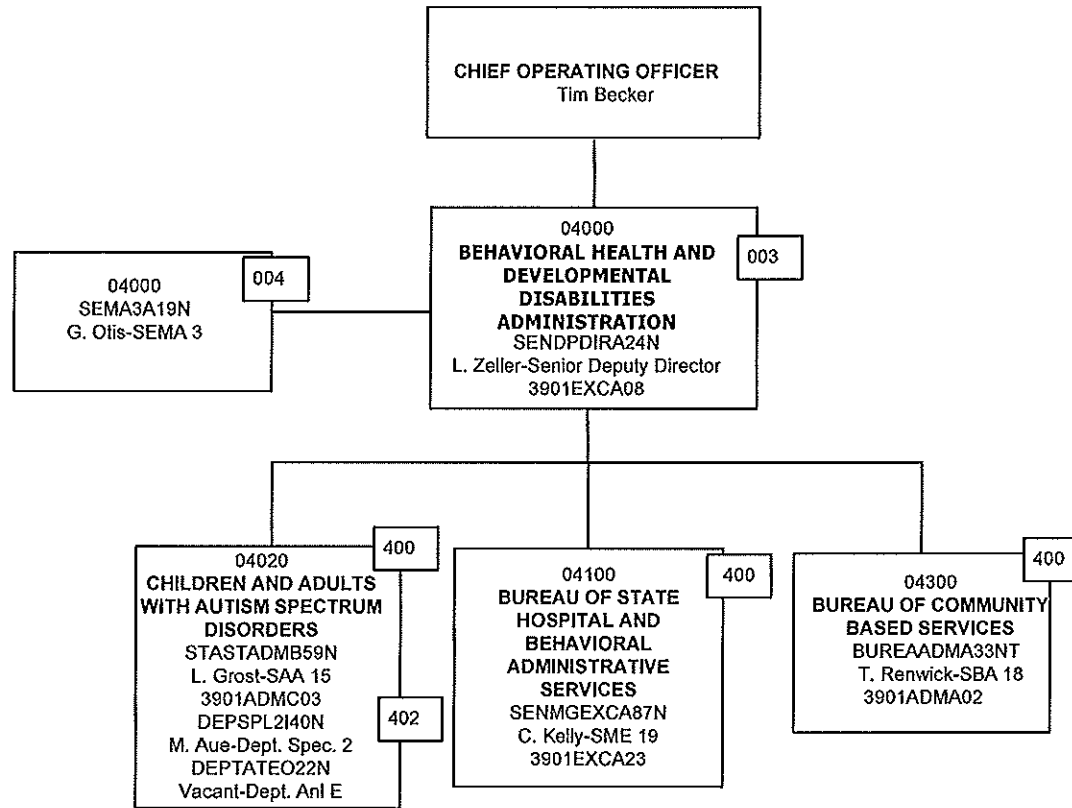 CHIEF OPERATING OFFICER
Tim Becker
04000
BEHAVIORAL HEALTH AND
DEVELOPMENTAL
DISABILITIES
ADMINISTRATION
SENDPDIRA24N
L. Zeller-Senior Deputy Director
3901EXCA08
003
04000
SEMA3A19N
G. Otis-SEMA 3
004
04020
CHILDREN AND ADULTS
WITH AUTISM SPECTRUM
DISORDERS
STASTADMB59N
L. Grost-SAA 15
3901ADMC03
DEPSPL2I40N
M. Aue-Dept. Spec. 2
DEPTATEO22N
Vacant-Dept. Anl E
400
402
04100
BUREAU OF STATE
HOSPITAL AND
BEHAVIORAL
ADMINISTRATIVE
SERVICES
SENMGEXCA87N
C. Kelly-SME 19
3901EXCA23
400
04300
BUREAU OF COMMUNITY
BASED SERVICES
BUREAADMA33NT
T. Renwick-SBA 18
3901ADMA02
400